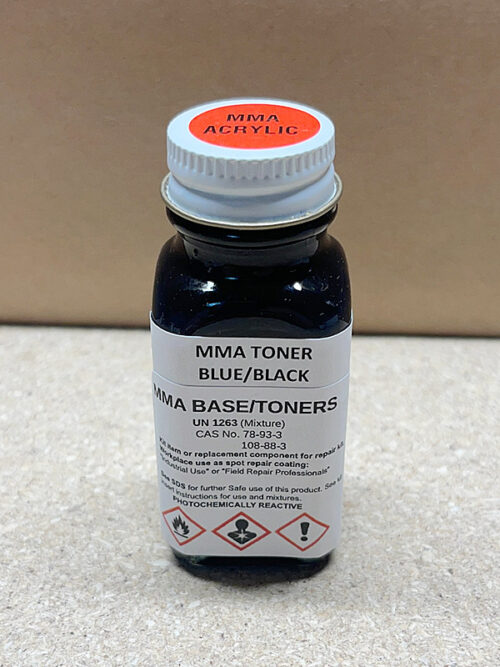 MMA
ACRYLIC
MMA TONER
BLUE/BLACK
MMA BASE/TONERS
UN 1263 (Mixture)
CAS No. 78-93-3
108-88-3
Kit item or replacement component for repair kit.
Workplace use as spot repair coating:
"Industrial Use" or "Field Repair Professionals"
See SDS for further Safe use of this product. See kit
insert instructions for use and mixtures.
PHOTOCHEMICALLY REACTIVE